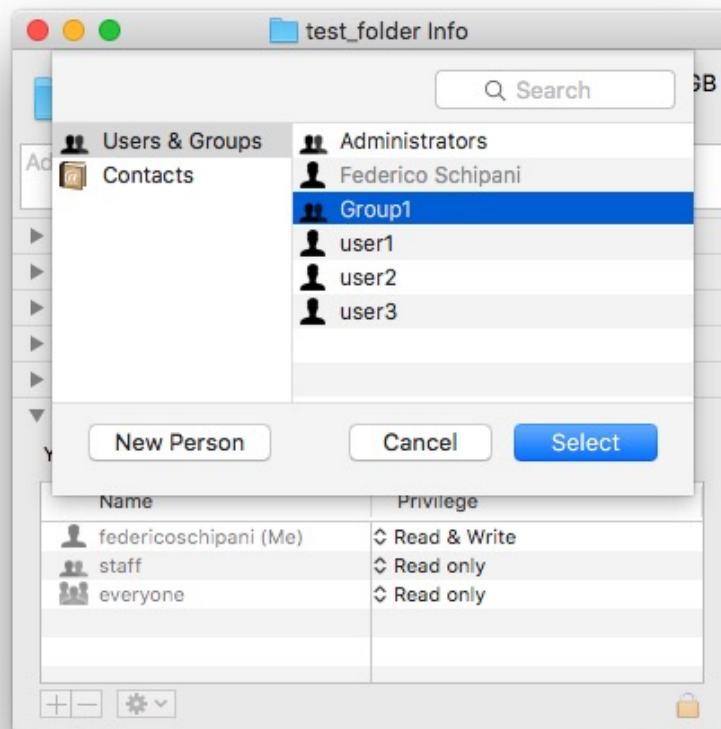 test_folder Info
Search
GB
Users & Groups
Contacts
Ad
Administrators
Federico Schipani
Group1
user1
user2
user3
New Person
Cancel
Select
Y
Name Privilege
federicoschipani (Me) Read & Write
staff Read only
everyone Read only